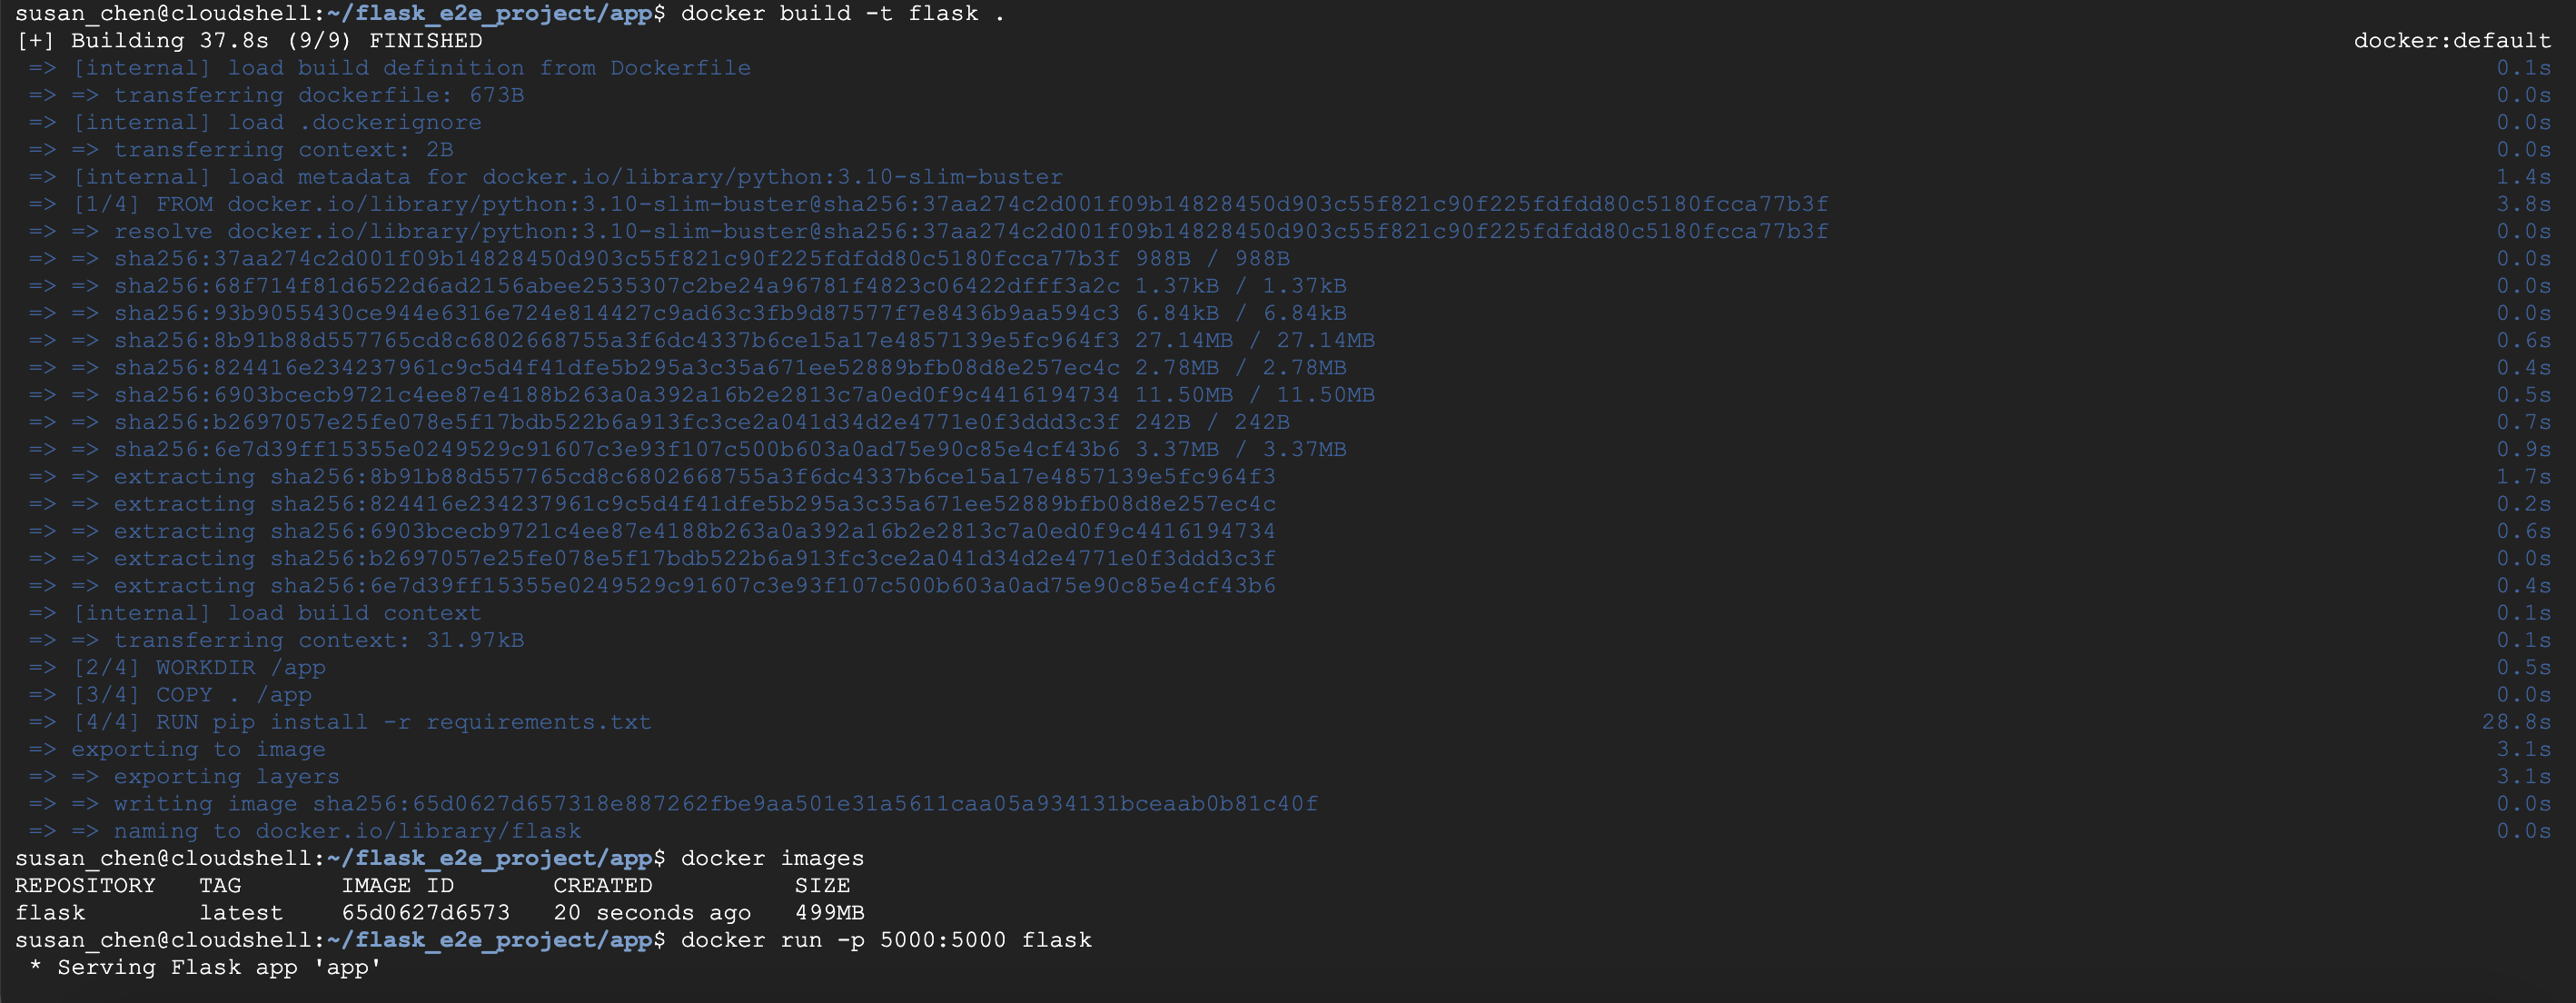 susan_chen@cloudshell:~/flask_e2e_project/app$ docker build -t flask .
[+] Building 37.8s (9/9) FINISHED docker:default
=> [internal] load build definition from Dockerfile 0.1s
=> => transferring dockerfile: 673B 0.0s
=> [internal] load .dockerignore 0.0s
=> => transferring context: 2B 0.0s
=> [internal] load metadata for docker.io/library/python:3.10-slim-buster 1.4s
=> [1/4] FROM docker.io/library/python:3.10-slim-buster@sha256:37aa274c2d001f09b14828450d903c55f821c90f225fdfdd80c5180fcca77b3f 3.8s
=> => resolve docker.io/library/python:3.10-slim-buster@sha256:37aa274c2d001f09b14828450d903c55f821c90f225fdfdd80c5180fcca77b3f 0.0s
=> => sha256:37aa274c2d001f09b14828450d903c55f821c90f225fdfdd80c5180fcca77b3f 988B / 988B 0.0s
=> => sha256:68f714f81d6522d6ad2156abee2535307c2be24a96781f4823c06422dfff3a2c 1.37kB / 1.37kB 0.0s
=> => sha256:93b9055430ce944e6316e724e814427c9ad63c3fb9d87577f7e8436b9aa594c3 6.84kB / 6.84kB 0.0s
=> => sha256:8b91b88d557765cd8c6802668755a3f6dc4337b6ce15a17e4857139e5fc964f3 27.14MB / 27.14MB 0.6s
=> => sha256:824416e234237961c9c5d4f41dfe5b295a3c35a671ee52889bfb08d8e257ec4c 2.78MB / 2.78MB 0.4s
=> => sha256:6903bcecb9721c4ee87e4188b263a0a392a16b2e2813c7a0ed0f9c4416194734 11.50MB / 11.50MB 0.5s
=> => sha256:b2697057e25fe078e5f17bdb522b6a913fc3ce2a041d34d2e4771e0f3ddd3c3f 242B / 242B 0.7s
=> => sha256:6e7d39ff15355e0249529c91607c3e93f107c500b603a0ad75e90c85e4cf43b6 3.37MB / 3.37MB 0.9s
=> => extracting sha256:8b91b88d557765cd8c6802668755a3f6dc4337b6ce15a17e4857139e5fc964f3 1.7s
=> => extracting sha256:824416e234237961c9c5d4f41dfe5b295a3c35a671ee52889bfb08d8e257ec4c 0.2s
=> => extracting sha256:6903bcecb9721c4ee87e4188b263a0a392a16b2e2813c7a0ed0f9c4416194734 0.6s
=> => extracting sha256:b2697057e25fe078e5f17bdb522b6a913fc3ce2a041d34d2e4771e0f3ddd3c3f 0.0s
=> => extracting sha256:6e7d39ff15355e0249529c91607c3e93f107c500b603a0ad75e90c85e4cf43b6 0.4s
=> [internal] load build context 0.1s
=> => transferring context: 31.97kB 0.1s
=> [2/4] WORKDIR /app 0.5s
=> [3/4] COPY . /app 0.0s
=> [4/4] RUN pip install -r requirements.txt 28.8s
=> exporting to image 3.1s
=> => exporting layers 3.1s
=> => writing image sha256:65d0627d657318e887262fbe9aa501e31a5611caa05a934131bceaab0b81c40f 0.0s
=> => naming to docker.io/library/flask 0.0s
susan_chen@cloudshell:~/flask_e2e_project/app$ docker images
REPOSITORY TAG IMAGE ID CREATED SIZE
flask latest 65d0627d6573 20 seconds ago 499MB
susan_chen@cloudshell:~/flask_e2e_project/app$ docker run -p 5000:5000 flask
* Serving Flask app 'app'